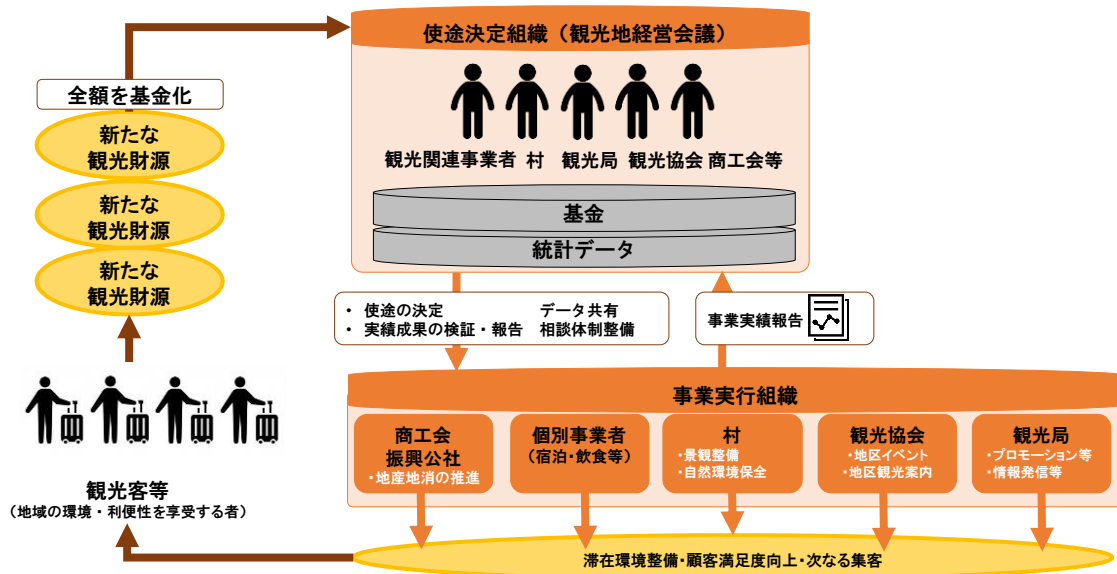 使途決定組織（観光地経営会議）
全額を基金化
新たな
観光財源
新たな
観光財源
新たな
観光財源
観光関連事業者 村 観光局 観光協会 商工会等
基金
統計データ
・ 使途の決定 データ共有
・ 実績成果の検証・報告 相談体制整備
事業実績報告
事業実行組織
商工会
振興公社
・地産地消の推進
個別事業者
（宿泊・飲食等）
村
・景観整備
・自然環境保全
観光協会
・地区イベント
・地区観光案内
観光局
・プロモーション等
・情報発信等
観光客等
（地域の環境・利便性を享受する者）
滞在環境整備・顧客満足度向上・次なる集客